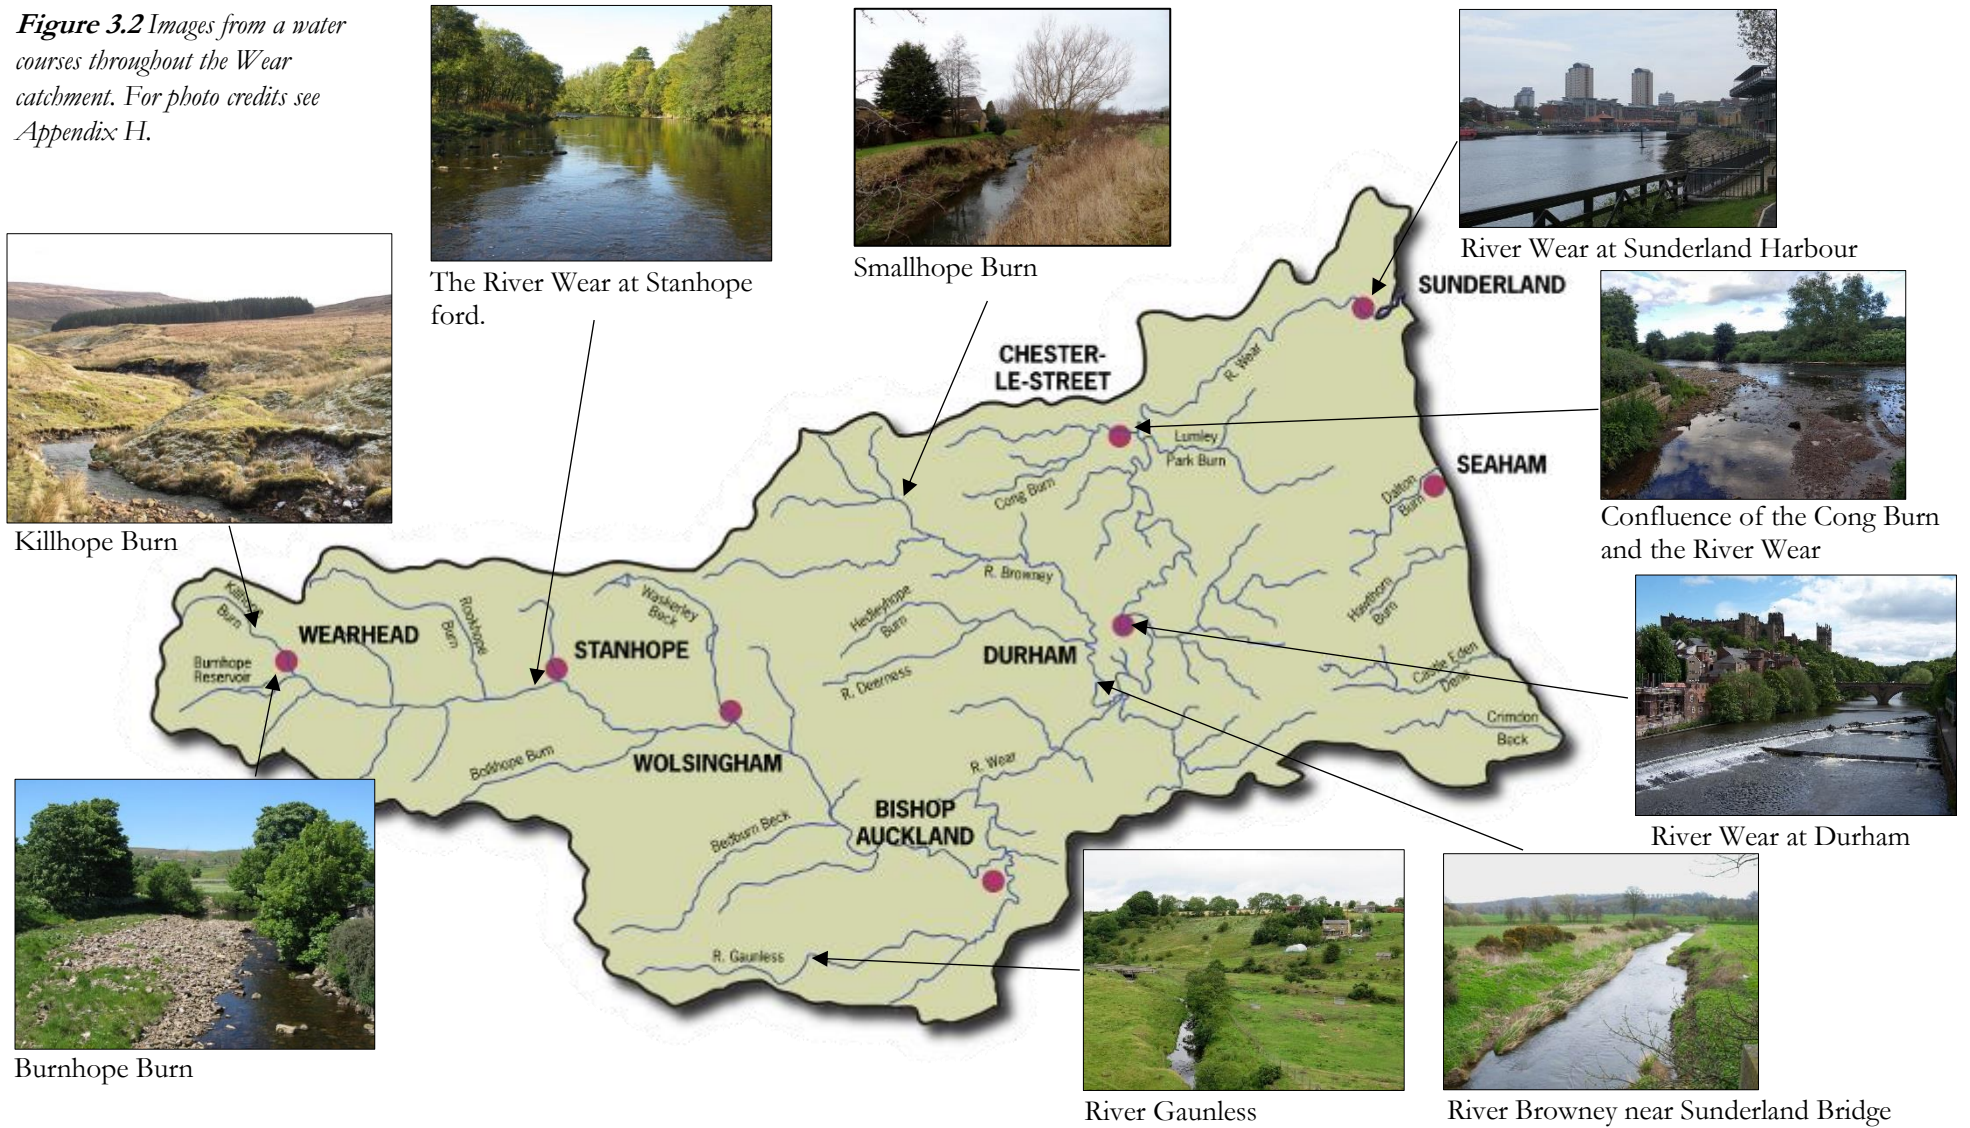 Figure 3.2 Images from a water
courses throughout the Wear
catchment. For photo credits see
Appendix H.
The River Wear at Stanhope
ford.
Smallhope Burn
River Wear at Sunderland Harbour
SUNDERLAND
CHESTER-
LE-STREET
R. Wear
Lumley
Park Burn
Cong Burn
SEAHAM
Dalton
Burn
Confluence of the Cong Burn
and the River Wear
Killhope Burn
Killhope
Burn
WEARHEAD
Rookhope
Burn
Burnhope
Reservoir
STANHOPE
Waskerley
Beck
R. Browney
Hedleyhope
Burn
R. Deerness
DURHAM
Hawthorn
Burn
Castle Eden
Dene
Crimdon
Beck
WOLSINGHAM
Bollihope Burn
R. Wear
Bedburn Beck
BISHOP
AUCKLAND
R. Gaunless
River Wear at Durham
Burnhope Burn
River Gaunless
River Browney near Sunderland Bridge